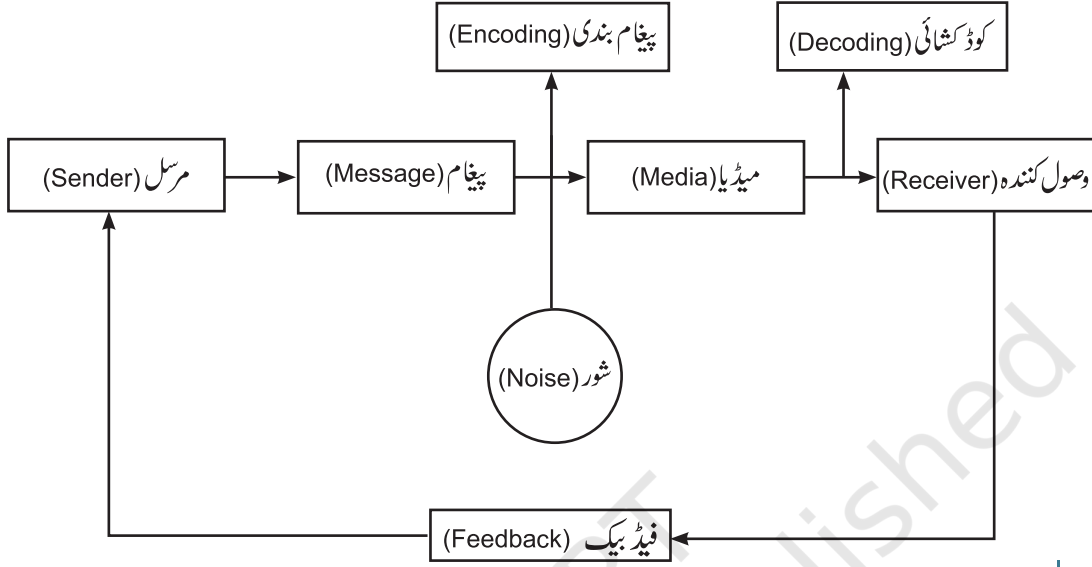 پیغام بندی (Encoding)
کوڈ کشائی (Decoding)
مرسل (Sender)
پیغام (Message)
میڈیا (Media)
وصول کنندہ (Receiver)
شور (Noise)
فیڈ بیک (Feedback)